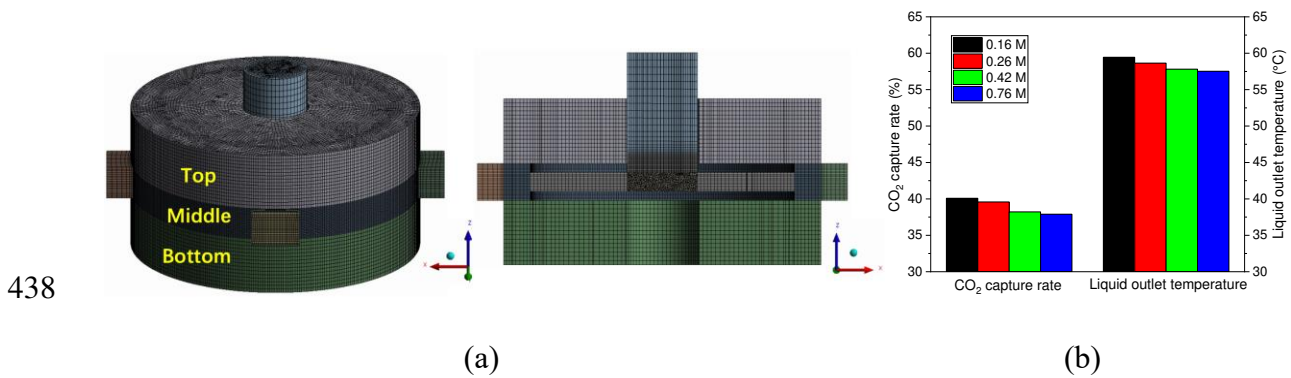 438
Top
Middle
Bottom
z
x
z
x
(a)
65
60
55
50
45
40
35
30
CO₂ capture rate (%)
0.16 M
0.26 M
0.42 M
0.76 M
65
60
55
50
45
40
35
30
Liquid outlet temperature (°C)
CO₂ capture rate
Liquid outlet temperature
(b)